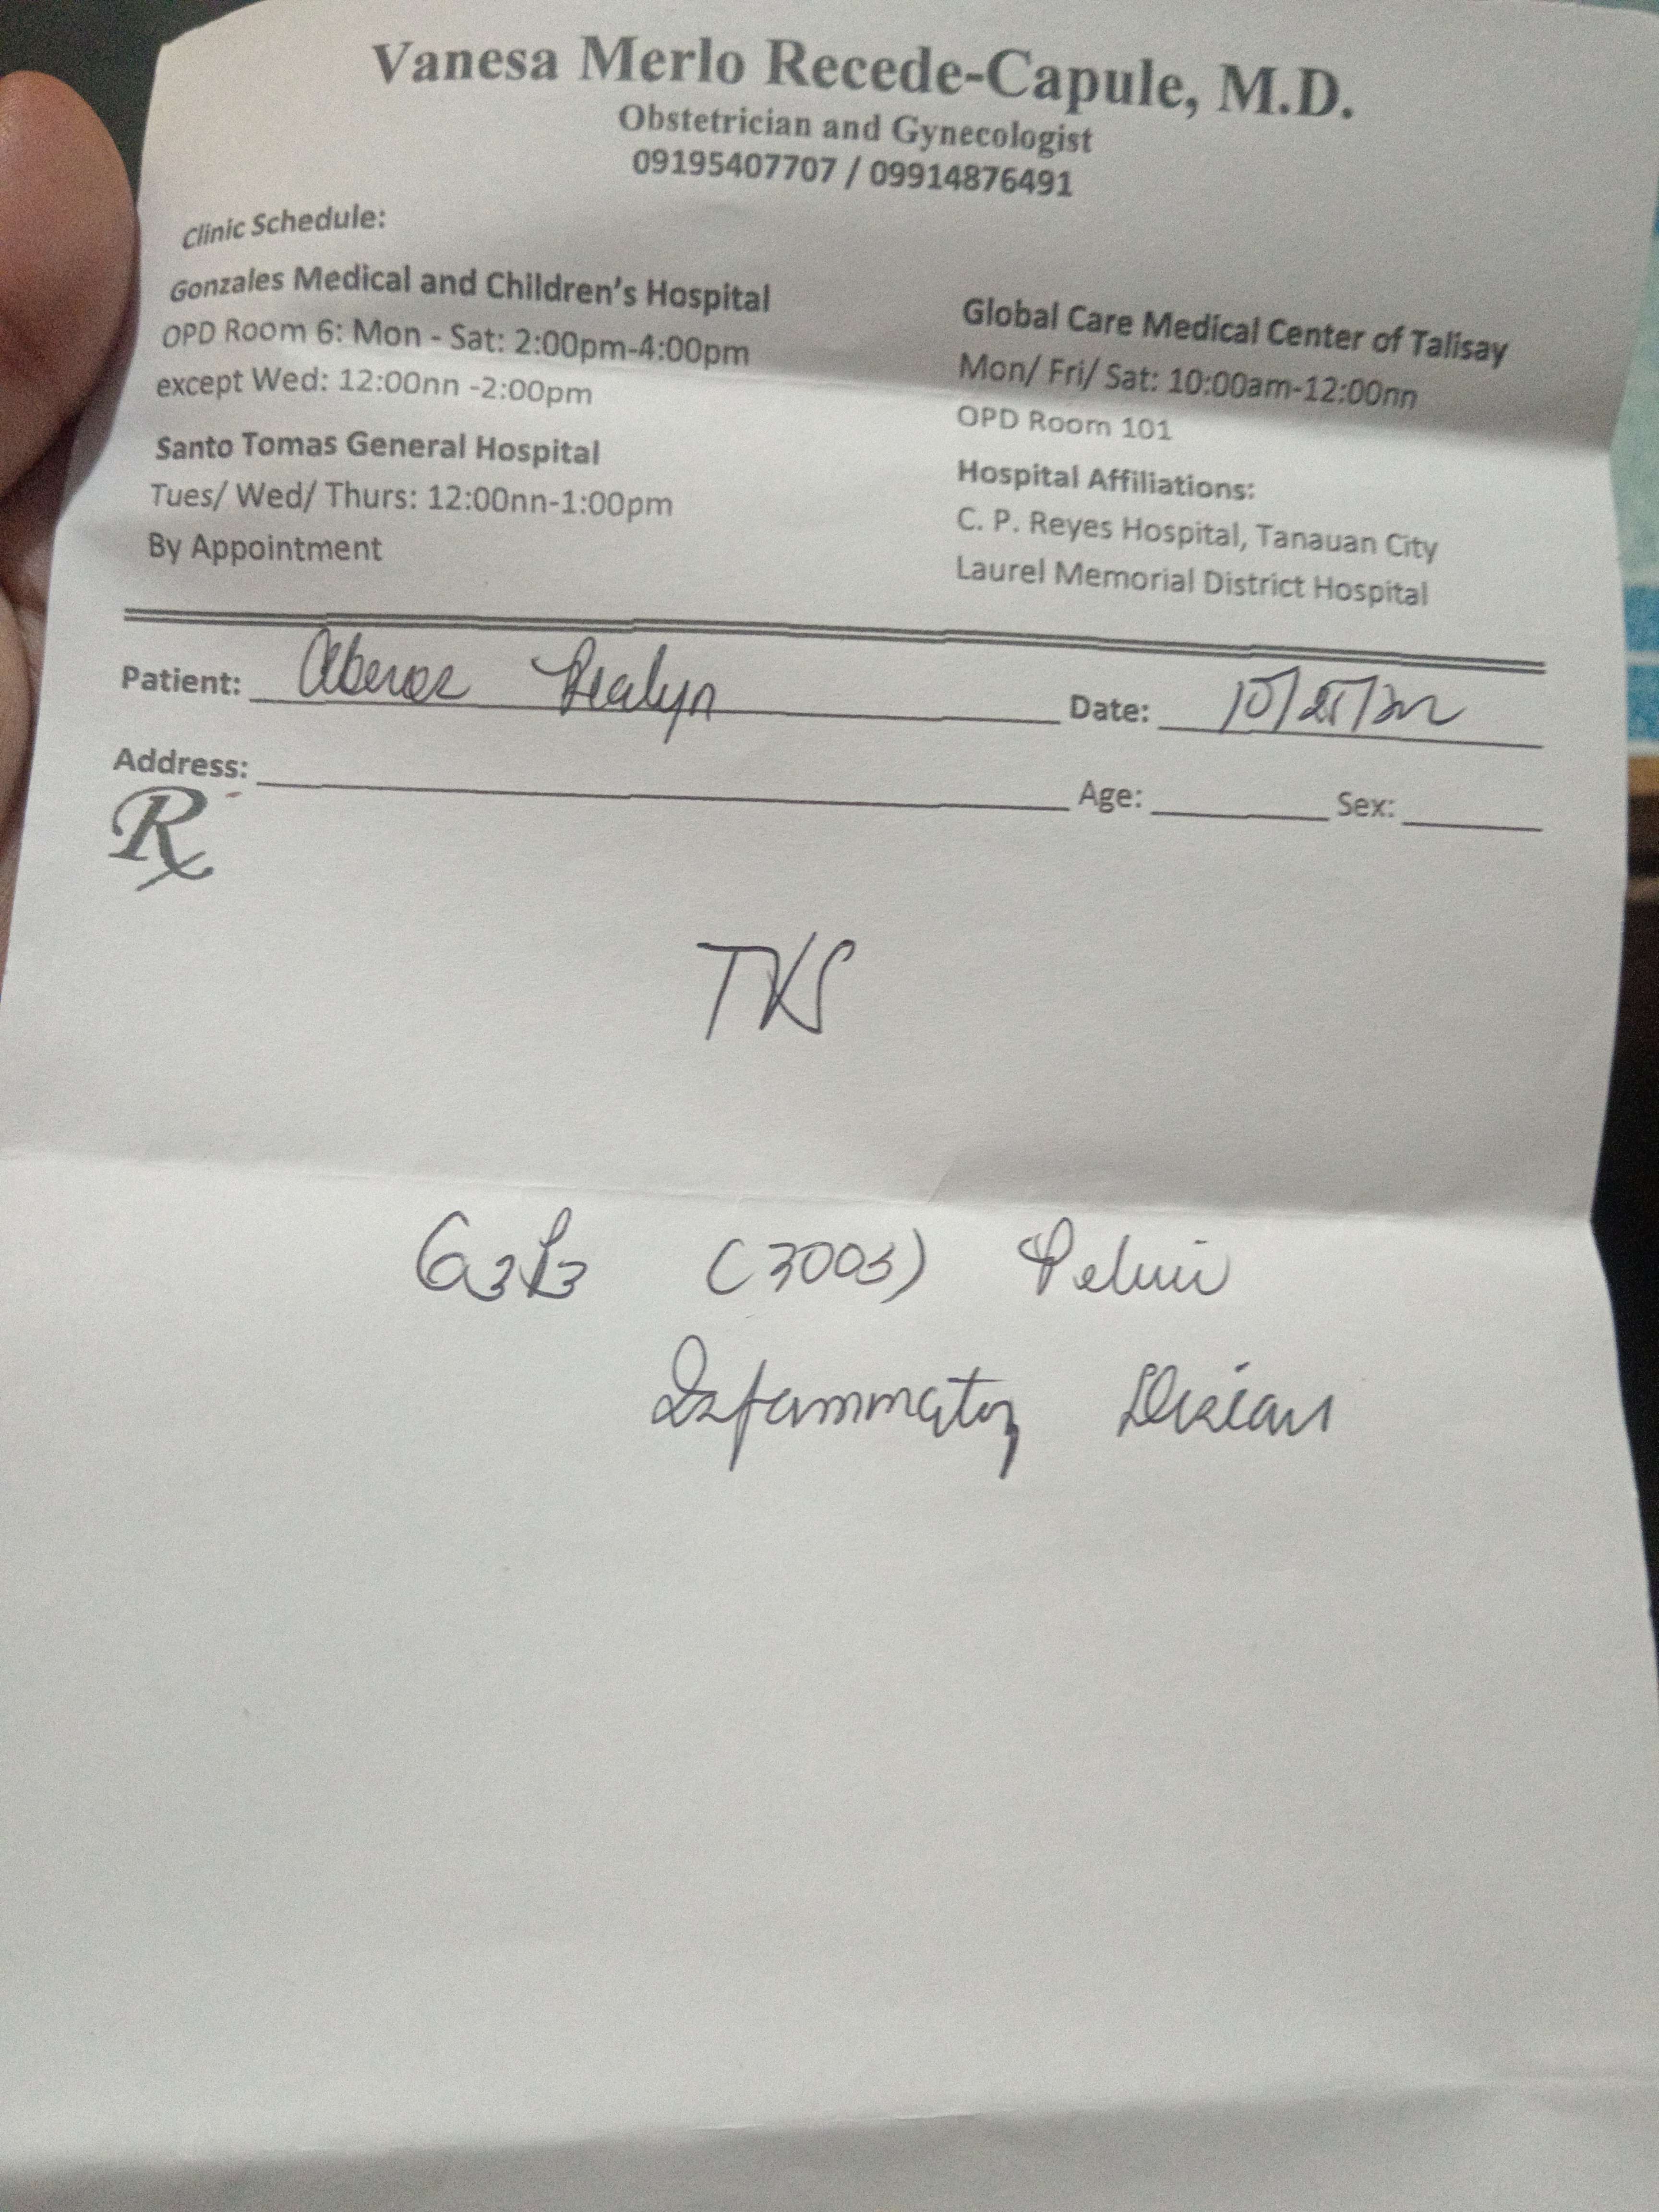 Vanesa Merlo Recede-Capule, M.D.
Obstetrician and Gynecologist
09195407707 / 09914876491
Clinic Schedule:
Gonzales Medical and Children's Hospital
OPD Room 6: Mon - Sat: 2:00pm-4:00pm
except Wed: 12:00nn -2:00pm
Santo Tomas General Hospital
Tues/ Wed/ Thurs: 12:00nn-1:00pm
By Appointment
Global Care Medical Center of Talisay
Mon/ Fri/ Sat: 10:00am-12:00nn
OPD Room 101
Hospital Affiliations:
C. P. Reyes Hospital, Tanauan City
Laurel Memorial District Hospital
Patient: Realyn Date:
Address: Age: Sex:
Rx
TVS
G3P3 (3003) Pelvic
Inflammatory Disease